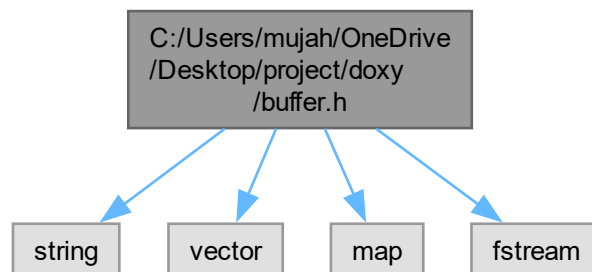 C:/Users/mujah/OneDrive
/Desktop/project/doxy
/buffer.h
string
vector
map
fstream